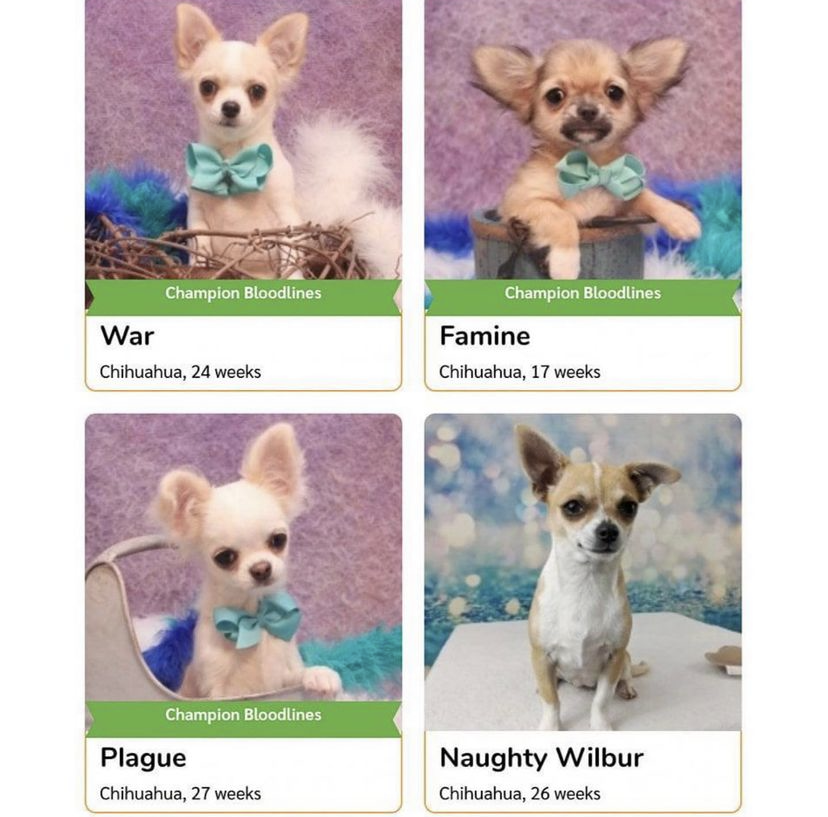 Champion Bloodlines
War
Chihuahua, 24 weeks
Champion Bloodlines
Famine
Chihuahua, 17 weeks
Champion Bloodlines
Plague
Chihuahua, 27 weeks
Naughty Wilbur
Chihuahua, 26 weeks